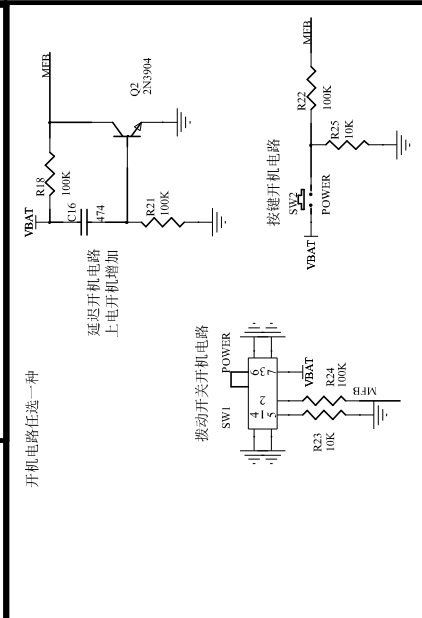 开机电路任选一种
VBAT
R18
100K
MFB
C16
474
Q2
2N3904
R21
100K
延迟开机电路
上电开机增加
拨动开关开机电路
SW1
POWER
4
1
5
2
6
3
7
VBAT
R23
10K
R24
100K
MFB
按键开机电路
VBAT
SW2
POWER
R22
100K
R25
10K
MFB